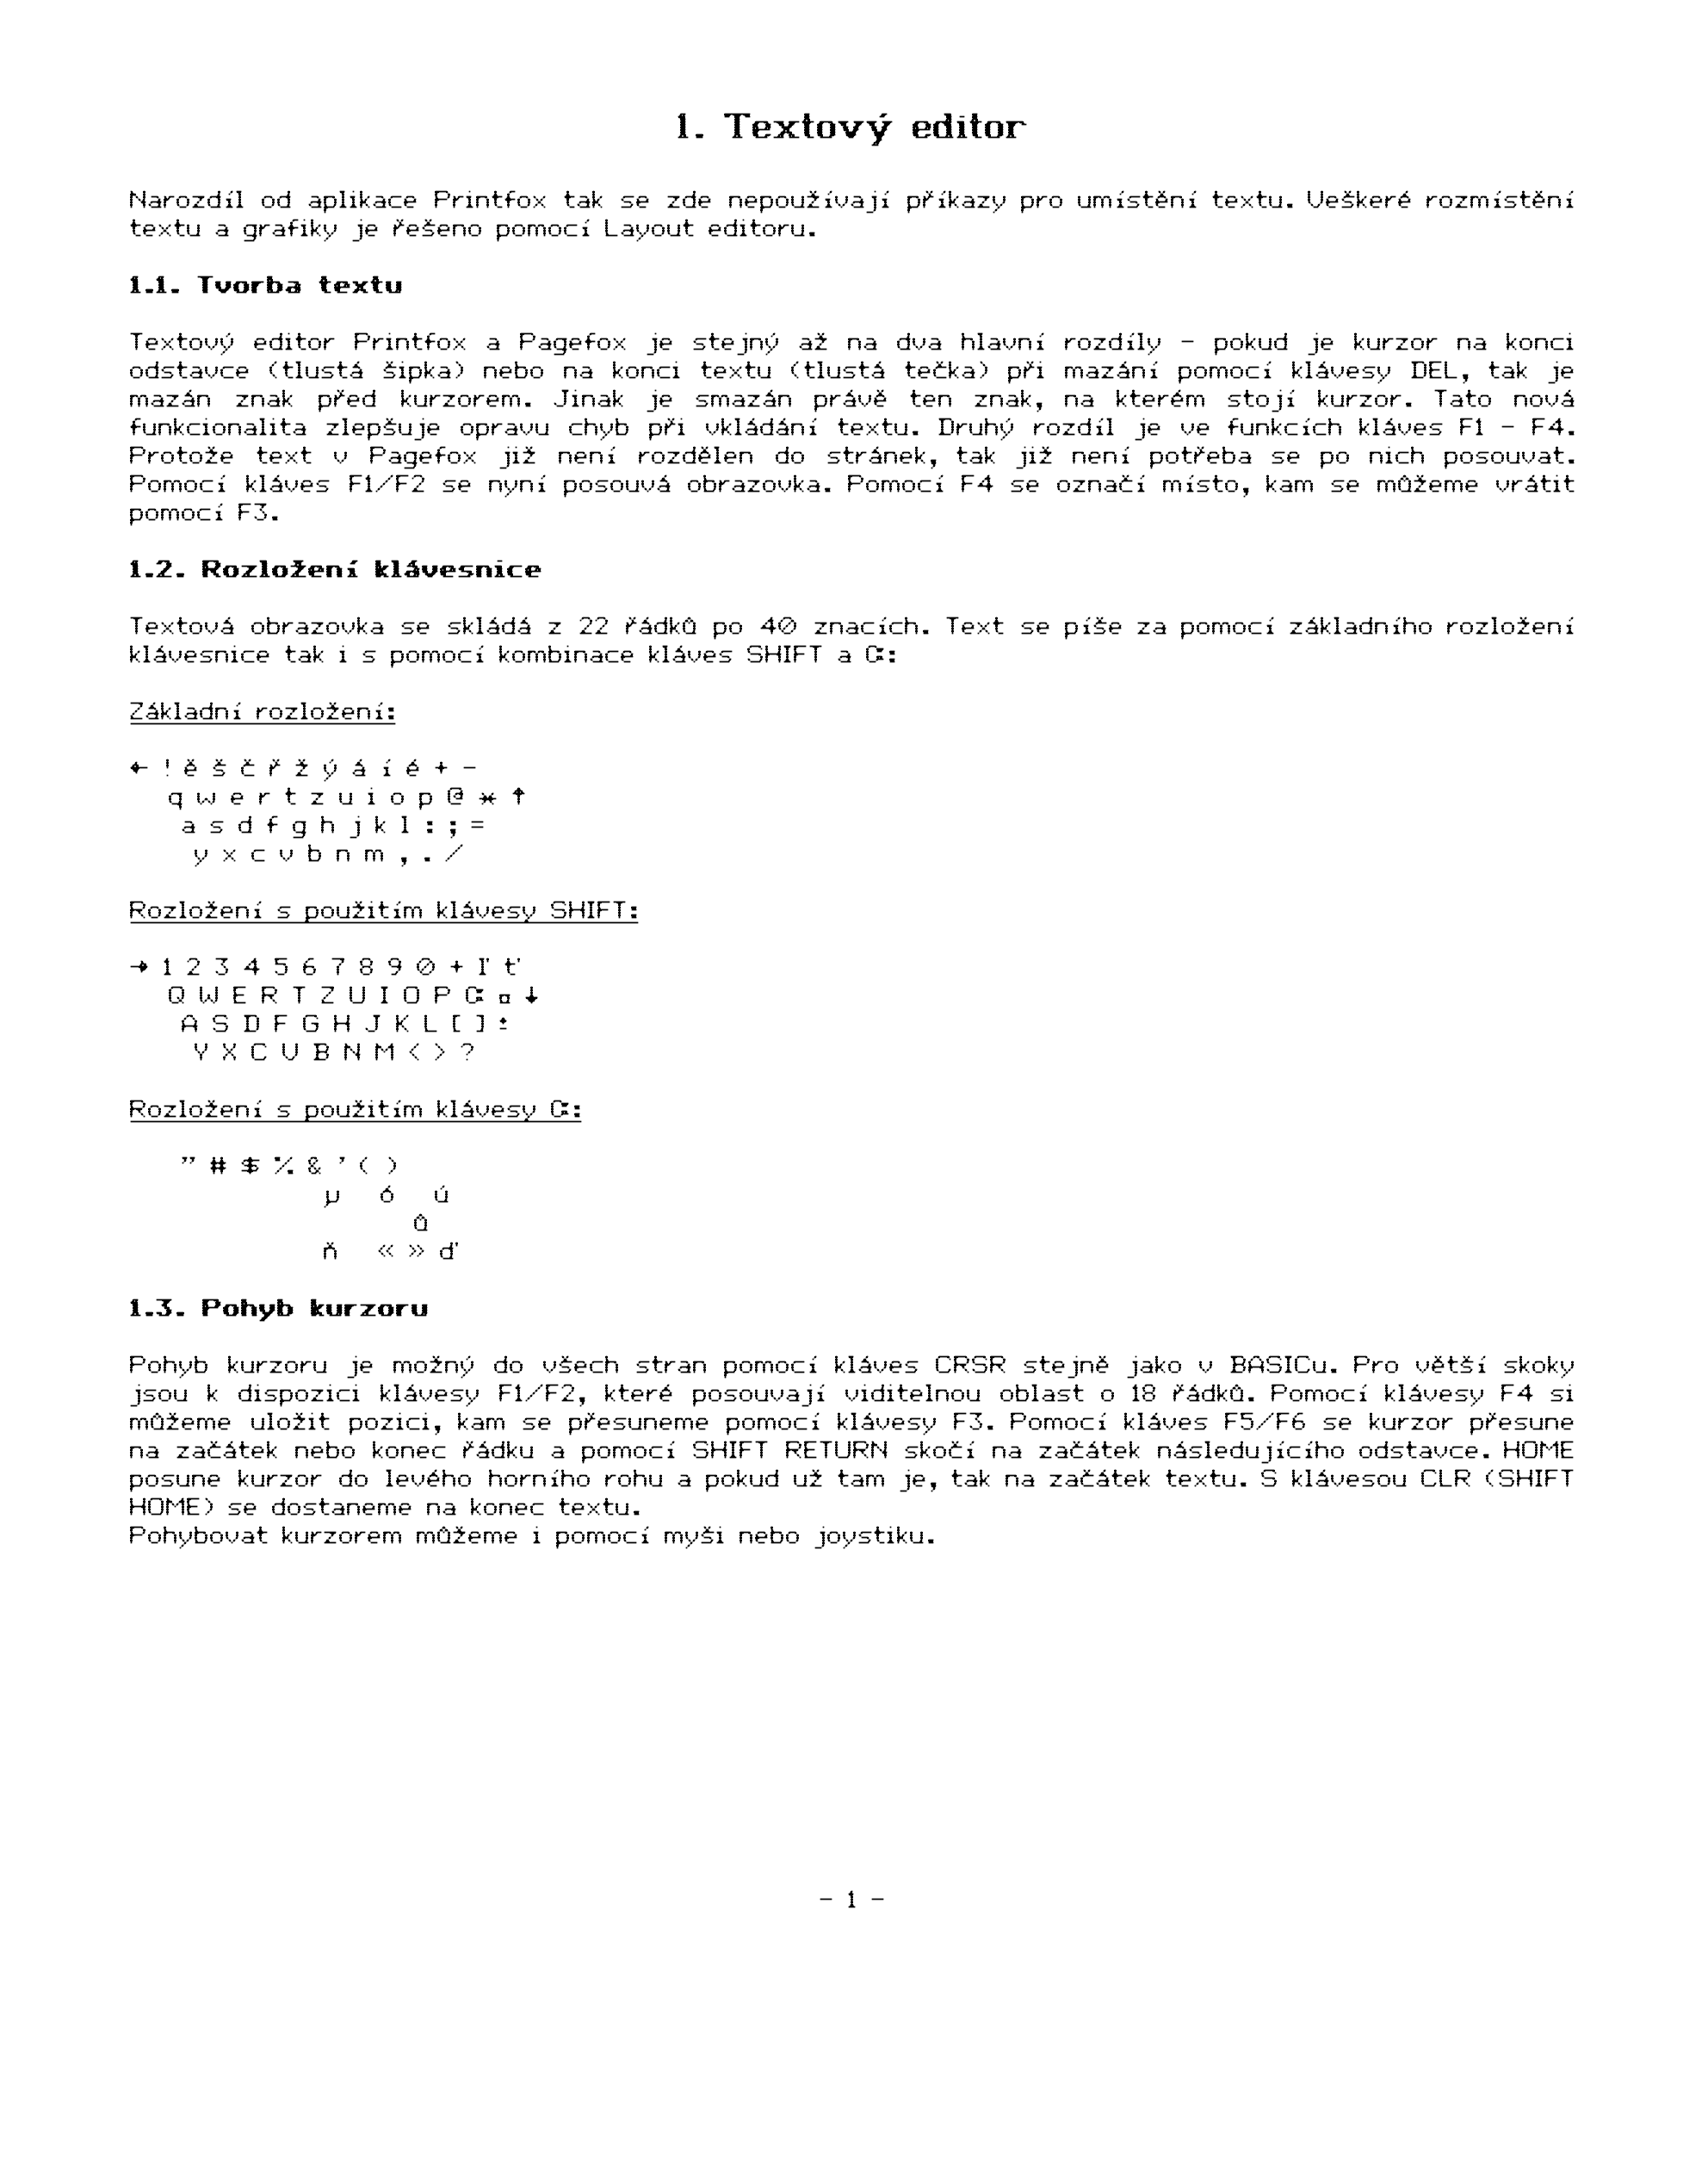 1. Textový editor
Narozdíl od aplikace Printfox tak se zde nepoužívají příkazy pro umístění textu. Veškeré rozmístění
textu a grafiky je řešeno pomocí Layout editoru.
1.1. Tvorba textu
Textový editor Printfox a Pagefox je stejný až na dva hlavní rozdíly - pokud je kurzor na konci
odstavce (tlustá šipka) nebo na konci textu (tlustá tečka) při mazání pomocí klávesy DEL, tak je
mazán znak před kurzorem. Jinak je smazán právě ten znak, na kterém stojí kurzor. Tato nová
funkcionalita zlepšuje opravu chyb při vkládání textu. Druhý rozdíl je ve funkcích kláves F1 - F4.
Protože text v Pagefox již není rozdělen do stránek, tak již není potřeba se po nich posouvat.
Pomocí kláves F1/F2 se nyní posouvá obrazovka. Pomocí F4 se označí místo, kam se můžeme vrátit
pomocí F3.
1.2. Rozložení klávesnice
Textová obrazovka se skládá z 22 řádků po 40 znacích. Text se píše za pomocí základního rozložení
klávesnice tak i s pomocí kombinace kláves SHIFT a C=:
Základní rozložení:
← ! ě š č ř ž ý á í é + -
q w e r t z u i o p @ * ↑
a s d f g h j k l : ; =
y x c v b n m , . /
Rozložení s použitím klávesy SHIFT:
→ 1 2 3 4 5 6 7 8 9 0 + ľ ť
Q W E R T Z U I O P C= ¤ ↓
A S D F G H J K L [ ] ±
Y X C V B N M < > ?
Rozložení s použitím klávesy C=:
" # $ % & ' ( )
µ ó ú
ů
ň « » ď
1.3. Pohyb kurzoru
Pohyb kurzoru je možný do všech stran pomocí kláves CRSR stejně jako v BASICu. Pro větší skoky
jsou k dispozici klávesy F1/F2, které posouvají viditelnou oblast o 18 řádků. Pomocí klávesy F4 si
můžeme uložit pozici, kam se přesuneme pomocí klávesy F3. Pomocí kláves F5/F6 se kurzor přesune
na začátek nebo konec řádku a pomocí SHIFT RETURN skočí na začátek následujícího odstavce. HOME
posune kurzor do levého horního rohu a pokud už tam je, tak na začátek textu. S klávesou CLR (SHIFT
HOME) se dostaneme na konec textu.
Pohybovat kurzorem můžeme i pomocí myši nebo joystiku.
- 1 -